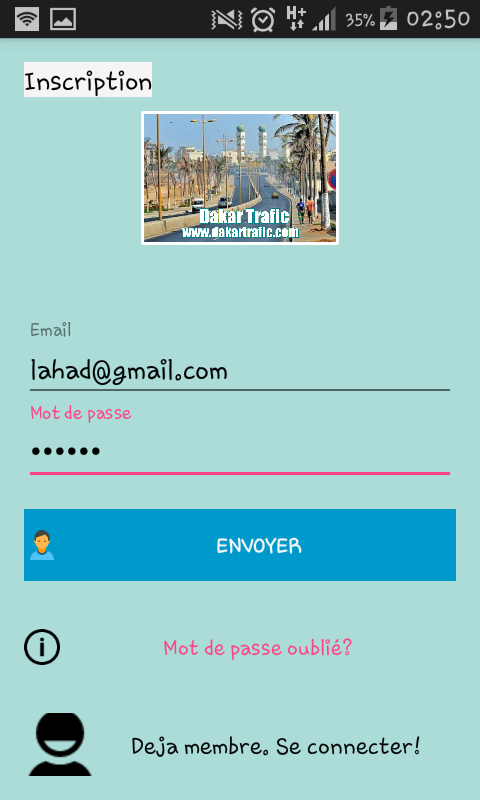 35% 02:50
Inscription
Dakar Trafic
www.dakartrafic.com
Email
lahad@gmail.com
Mot de passe
••••••
ENVOYER
Mot de passe oublié?
Deja membre. Se connecter!